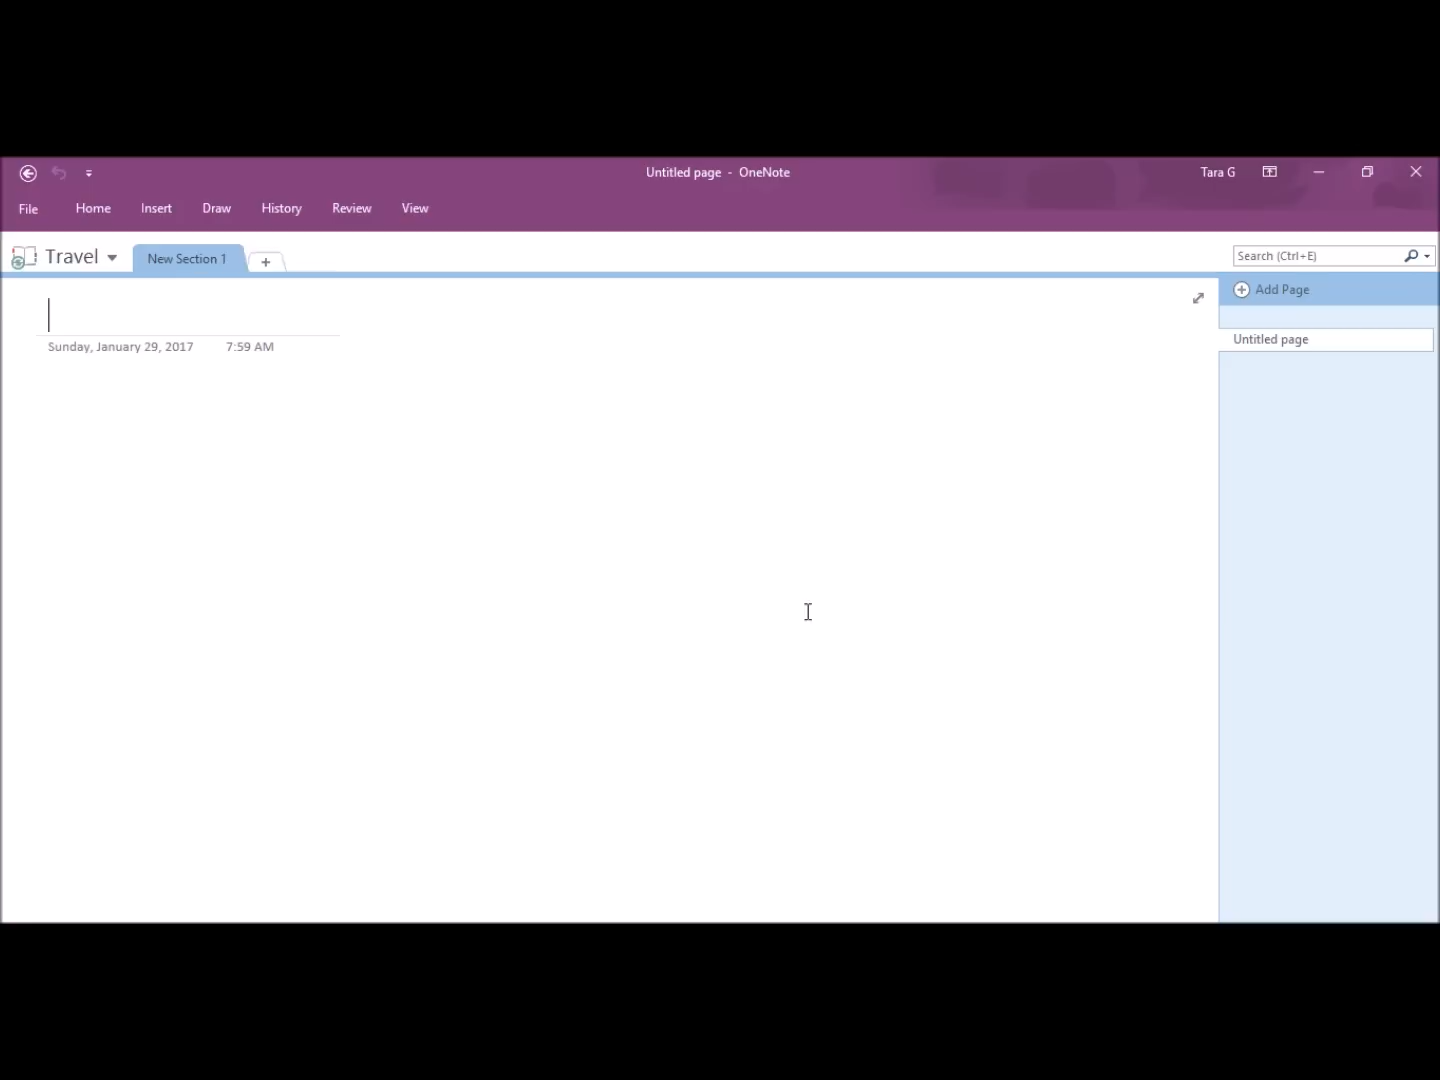 Untitled page - OneNote
Tara G
File Home Insert Draw History Review View
Travel New Section 1 +
Search (Ctrl+E)
Add Page
Untitled page
Sunday, January 29, 2017 7:59 AM